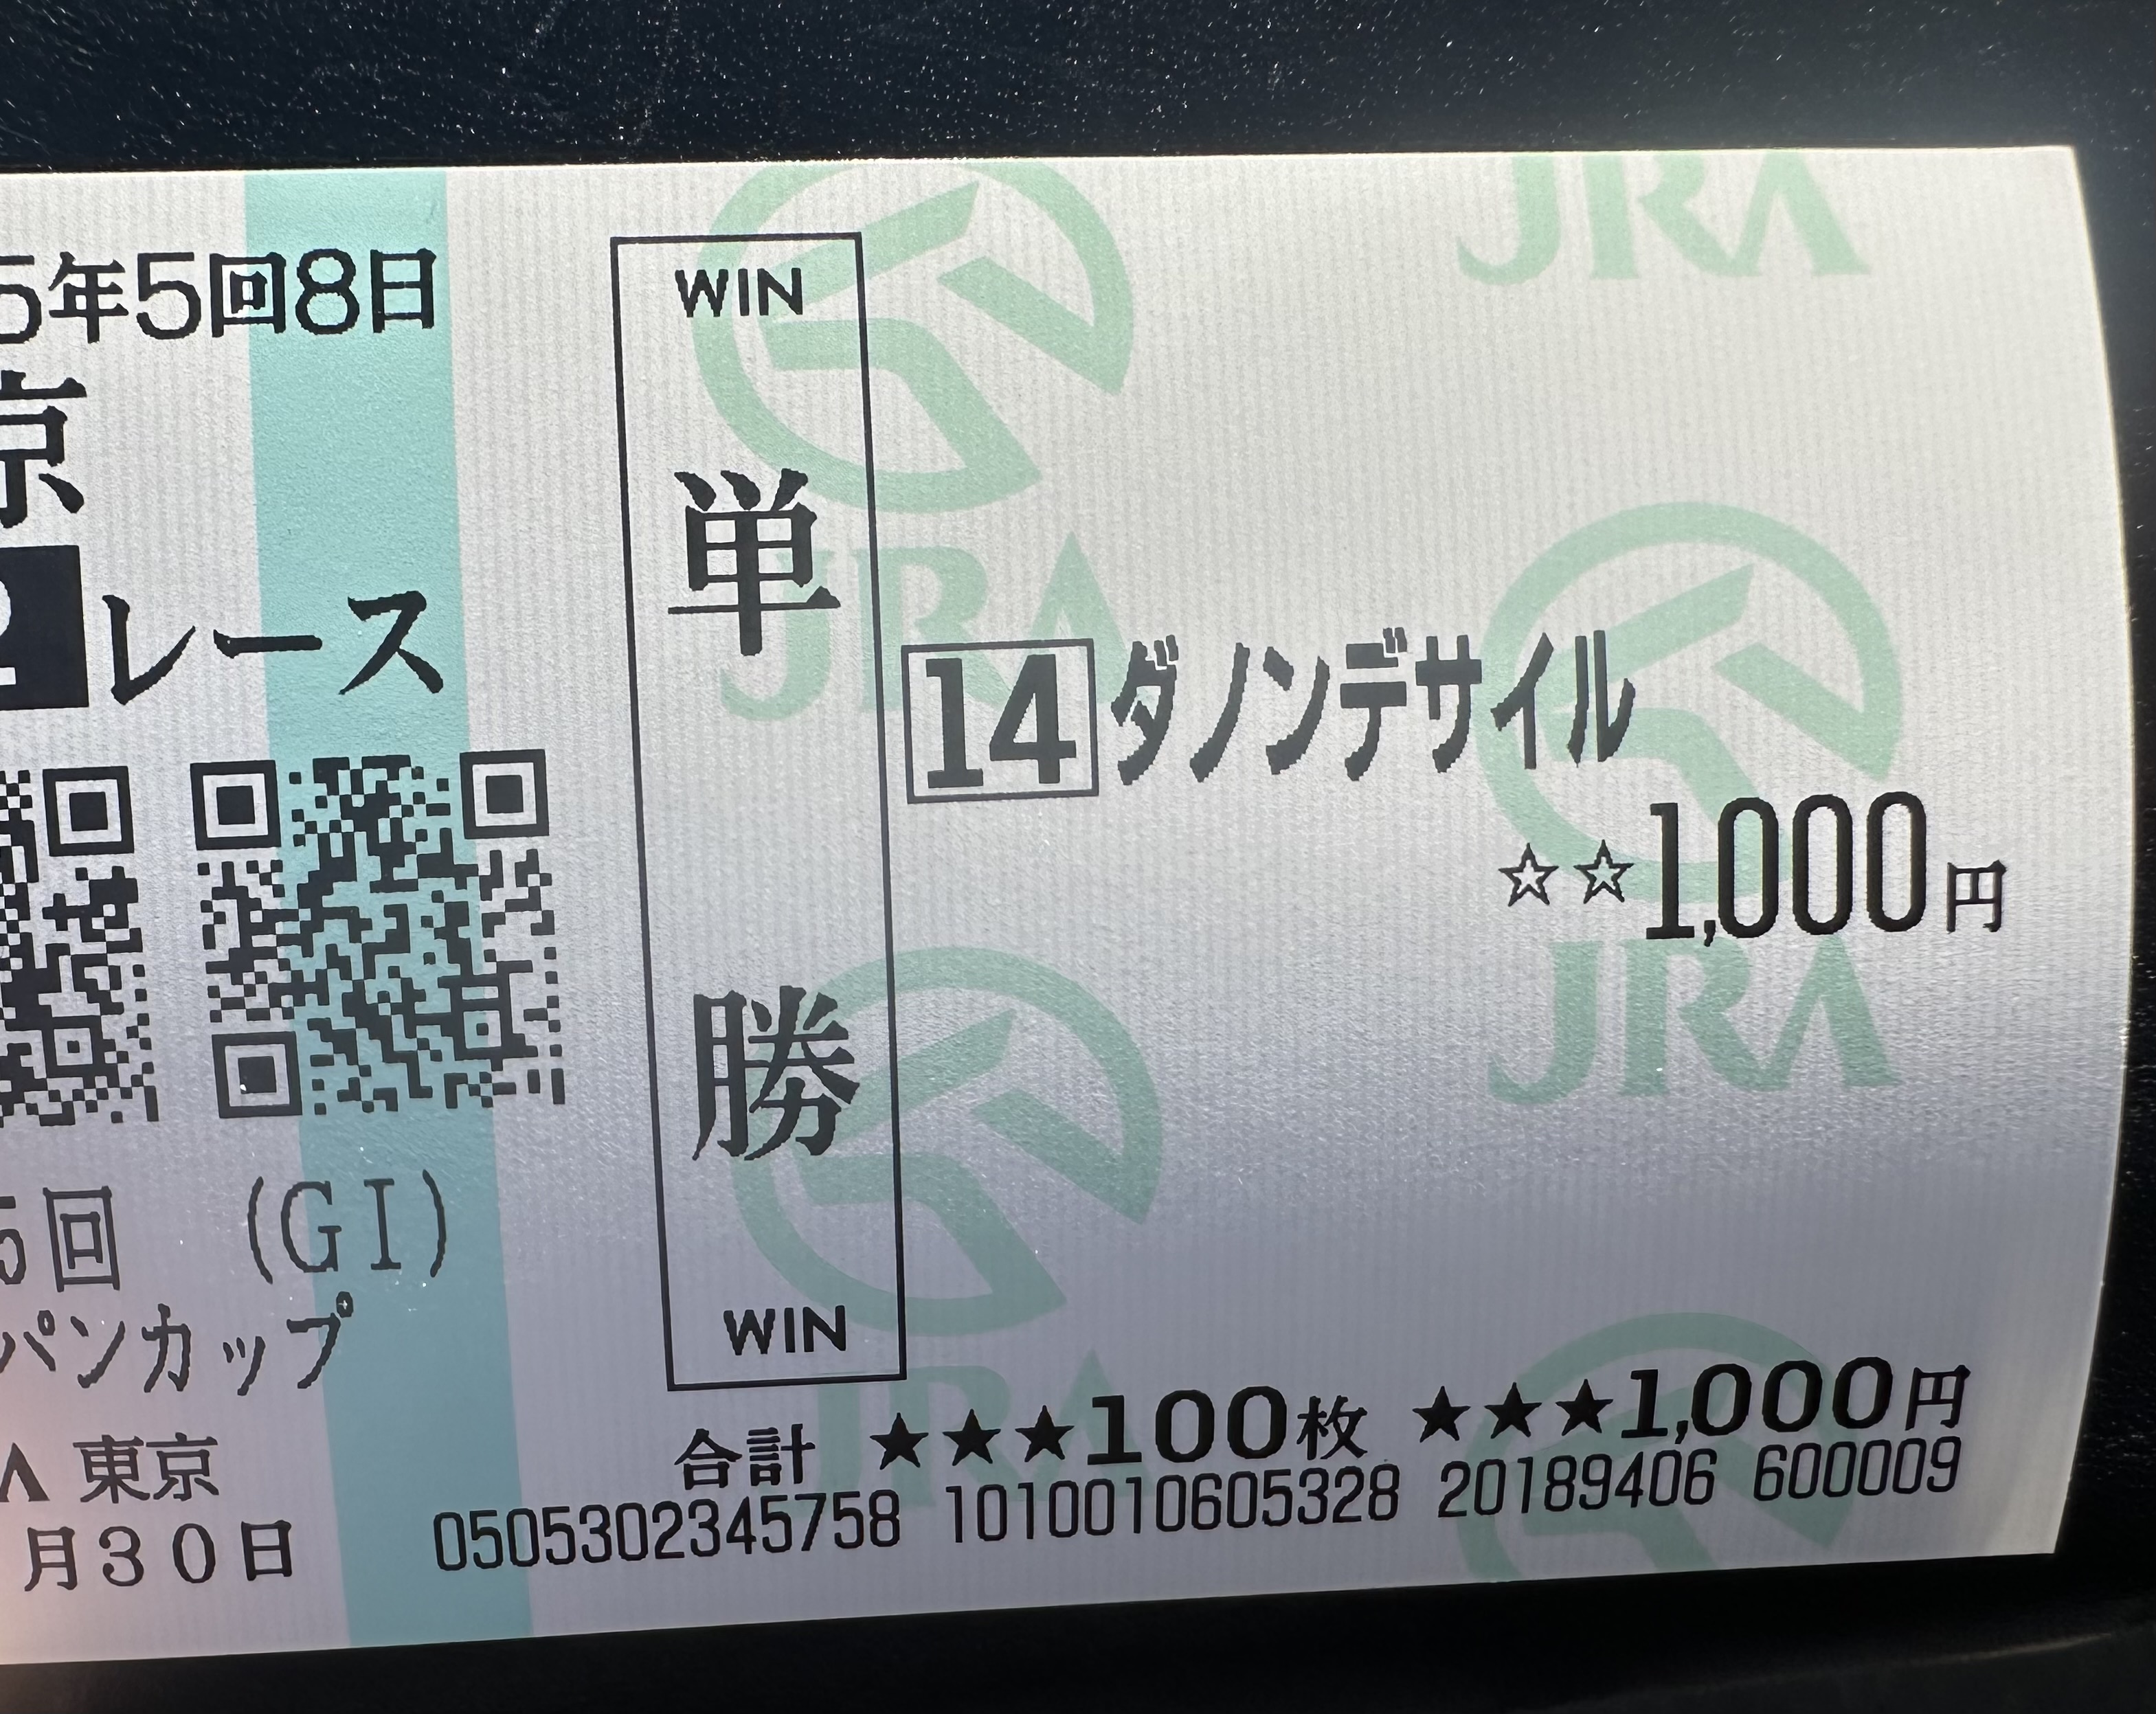 5年5回8日
京
レース
5回 (GI)
パンカップ
東京
月30日
WIN
単勝
WIN
14 ダノンデサイル
☆☆1,000円
合計 ★★★100枚 ★★★1,000円
0505302345758 1010010605328 20189406 600009
JRA
JRA
JRA
JRA